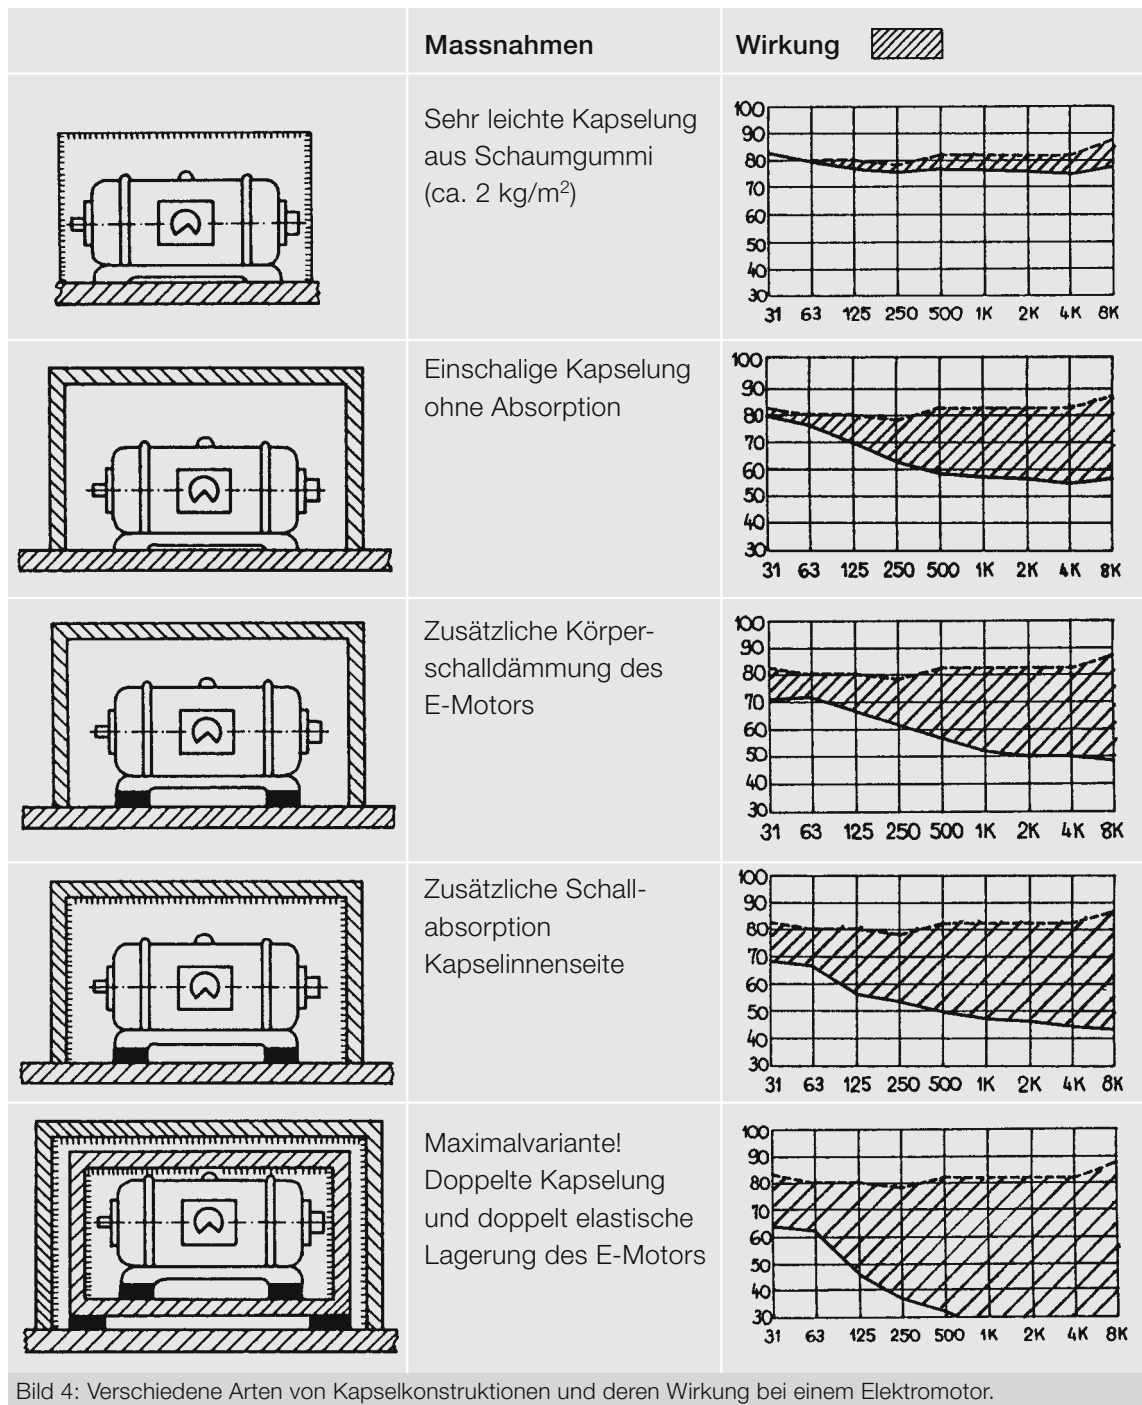 Massnahmen
Wirkung
Sehr leichte Kapselung
aus Schaumgummi
(ca. 2 kg/m²)
100
90
80
70
60
50
40
30
31 63 125 250 500 1K 2K 4K 8K
Einschalige Kapselung
ohne Absorption
100
90
80
70
60
50
40
30
31 63 125 250 500 1K 2K 4K 8K
Zusätzliche Körper-
schalldämmung des
E-Motors
100
90
80
70
60
50
40
30
31 63 125 250 500 1K 2K 4K 8K
Zusätzliche Schall-
absorption
Kapselinnenseite
100
90
80
70
60
50
40
30
31 63 125 250 500 1K 2K 4K 8K
Maximalvariante!
Doppelte Kapselung
und doppelt elastische
Lagerung des E-Motors
100
90
80
70
60
50
40
30
31 63 125 250 500 1K 2K 4K 8K
Bild 4: Verschiedene Arten von Kapselkonstruktionen und deren Wirkung bei einem Elektromotor.